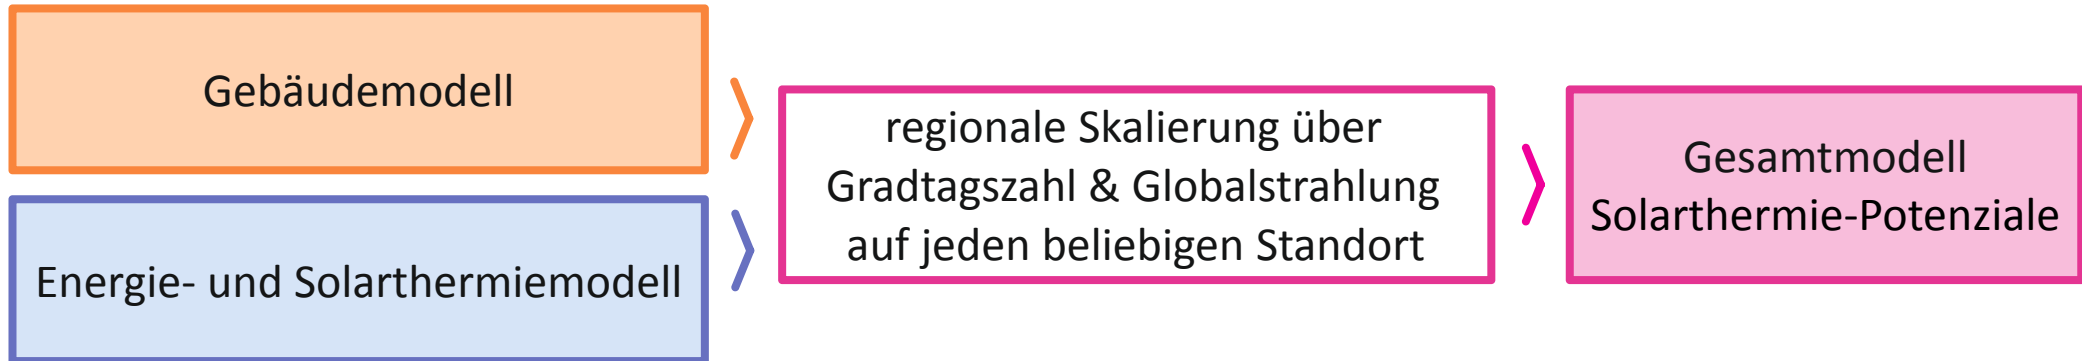 Gebäudemodell
Energie- und Solarthermiemodell
regionale Skalierung über
Gradtagszahl & Globalstrahlung
auf jeden beliebigen Standort
Gesamtmodell
Solarthermie-Potenziale